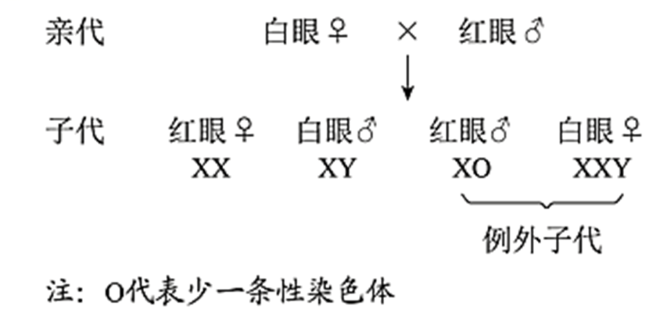 亲代 白眼♀ × 红眼♂
子代 红眼♀ 白眼♂ 红眼♂ 白眼♀
XX XY XO XXY
例外子代
注：O代表少一条性染色体